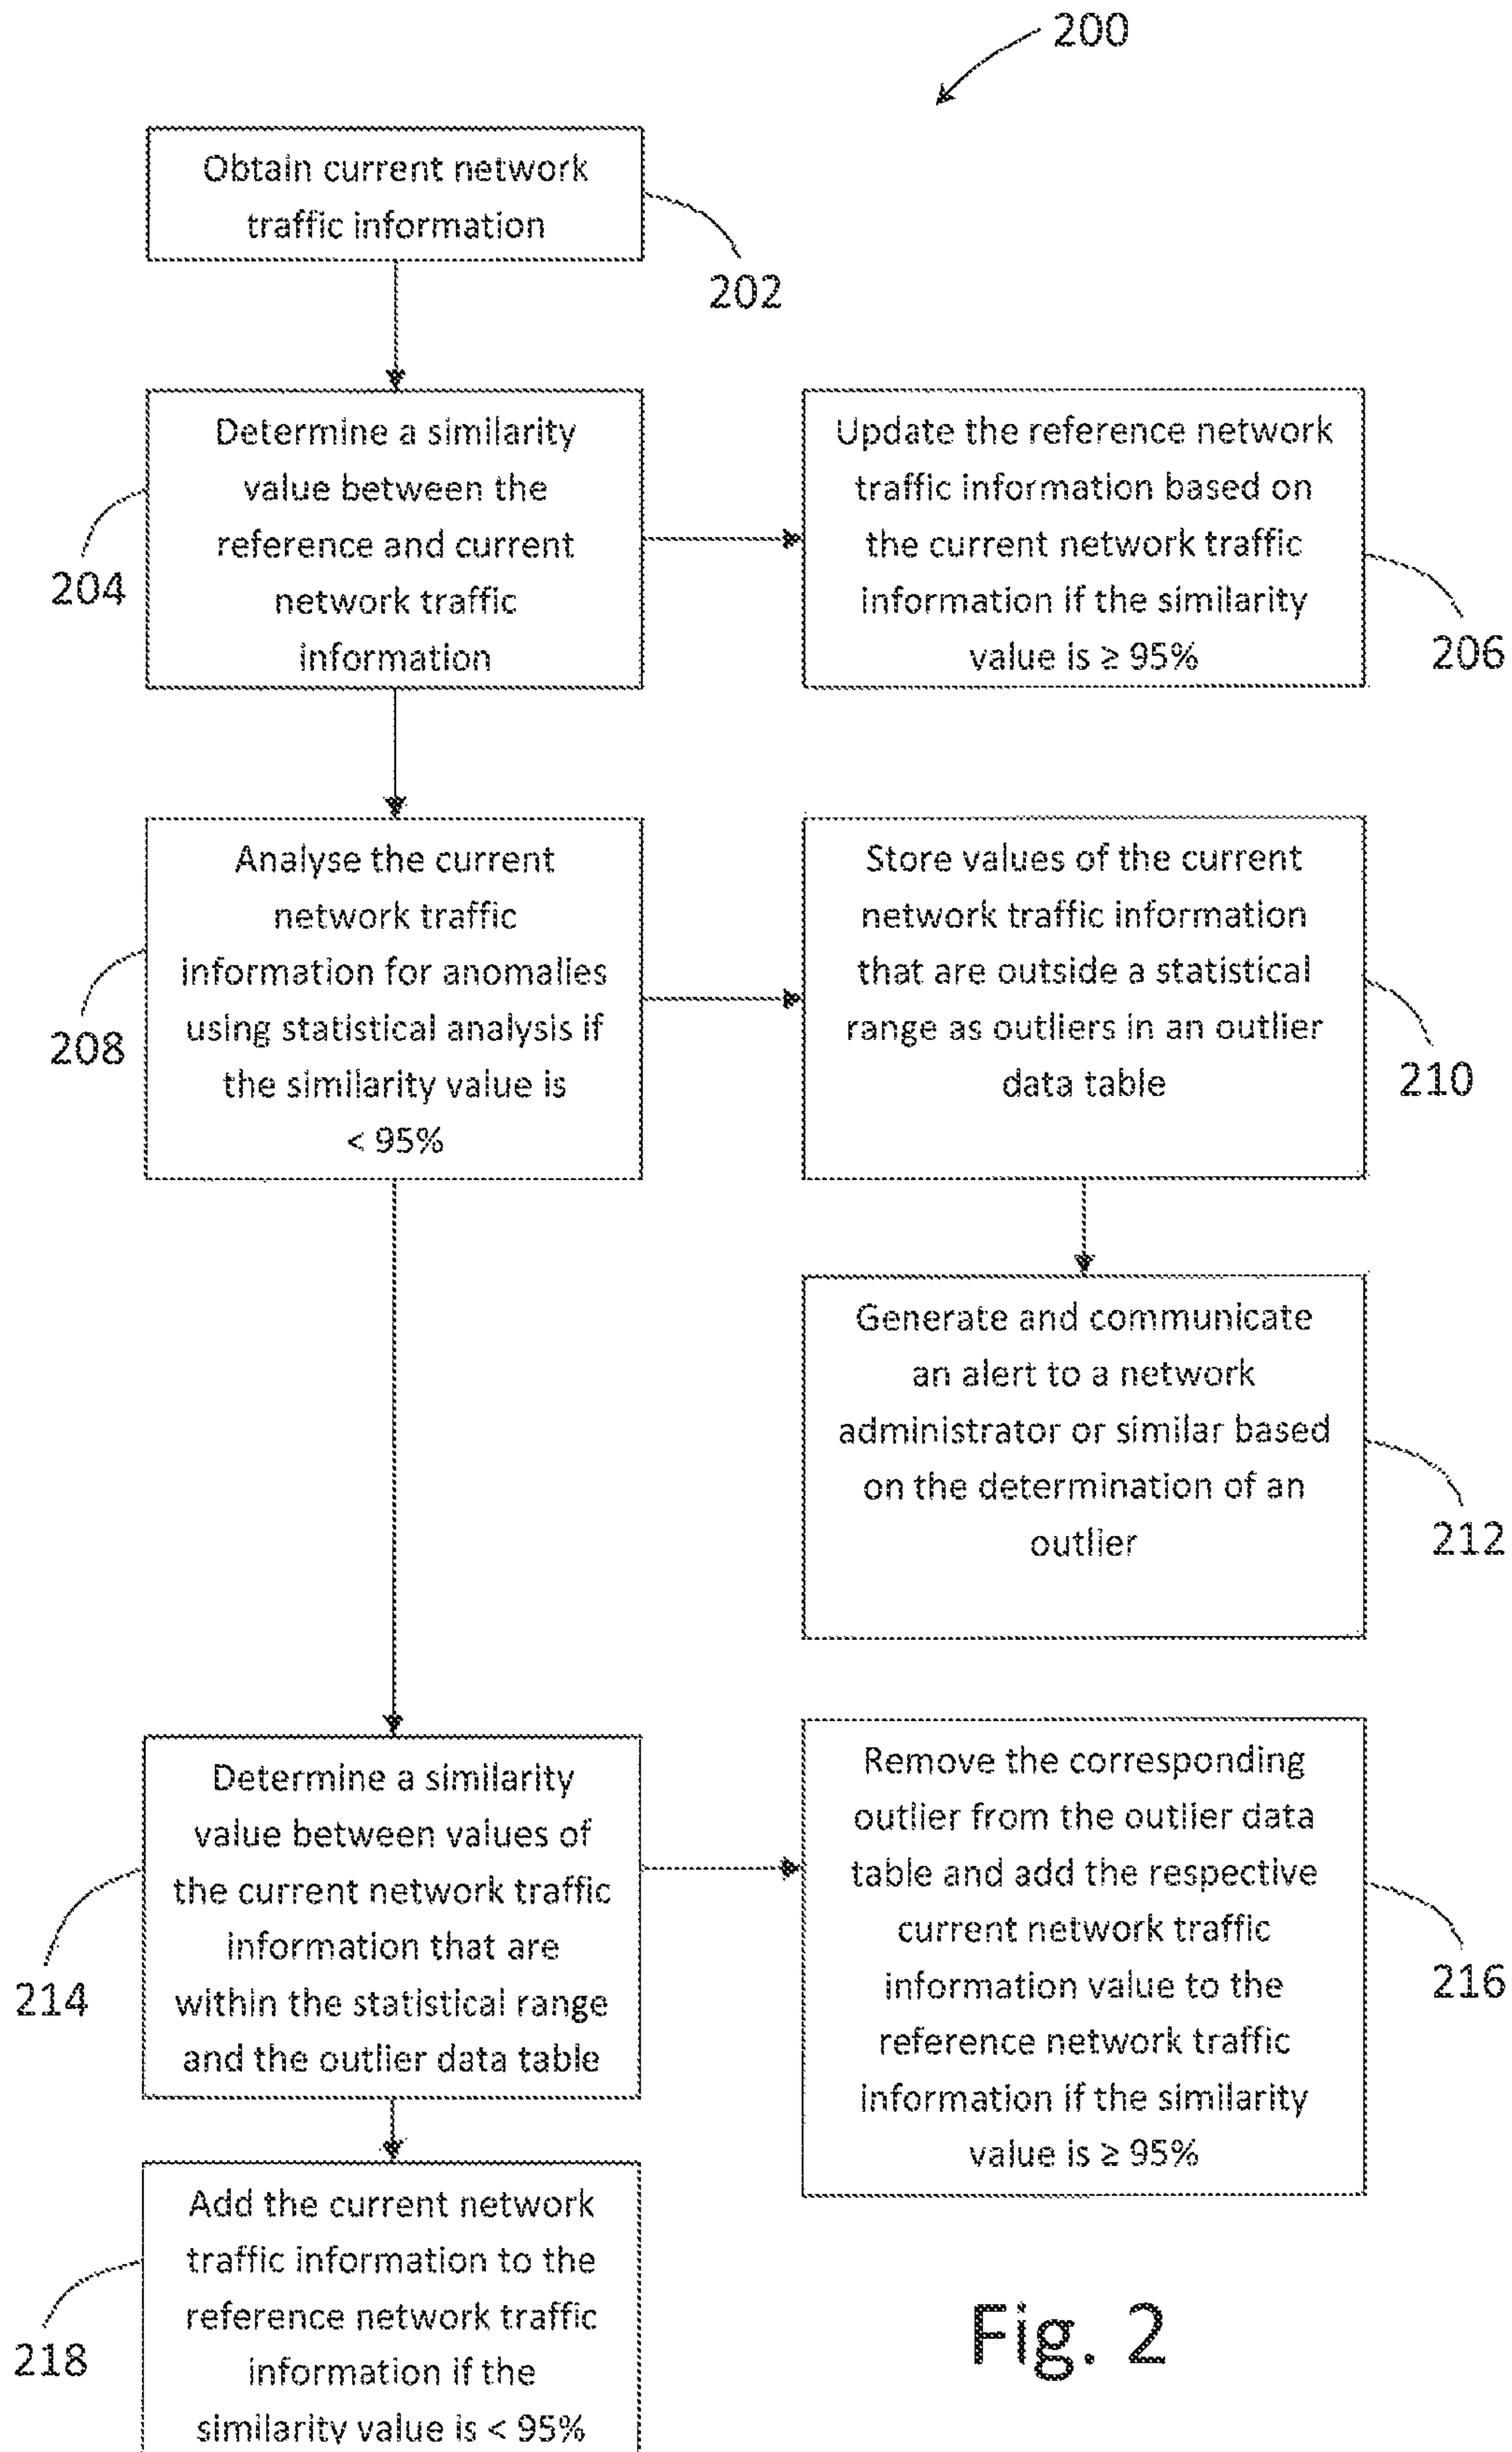 200
Obtain current network
traffic information
202
Determine a similarity
value between the
reference and current
network traffic
information
204
Update the reference network
traffic information based on
the current network traffic
information if the similarity
value is ≥ 95%
206
Analyse the current
network traffic
information for anomalies
using statistical analysis if
the similarity value is
< 95%
208
Store values of the current
network traffic information
that are outside a statistical
range as outliers in an outlier
data table
210
Generate and communicate
an alert to a network
administrator or similar based
on the determination of an
outlier
212
Determine a similarity
value between values of
the current network traffic
information that are
within the statistical range
and the outlier data table
214
Remove the corresponding
outlier from the outlier data
table and add the respective
current network traffic
information value to the
reference network traffic
information if the similarity
value is ≥ 95%
216
Add the current network
traffic information to the
reference network traffic
information if the
similarity value is < 95%
218
Fig. 2